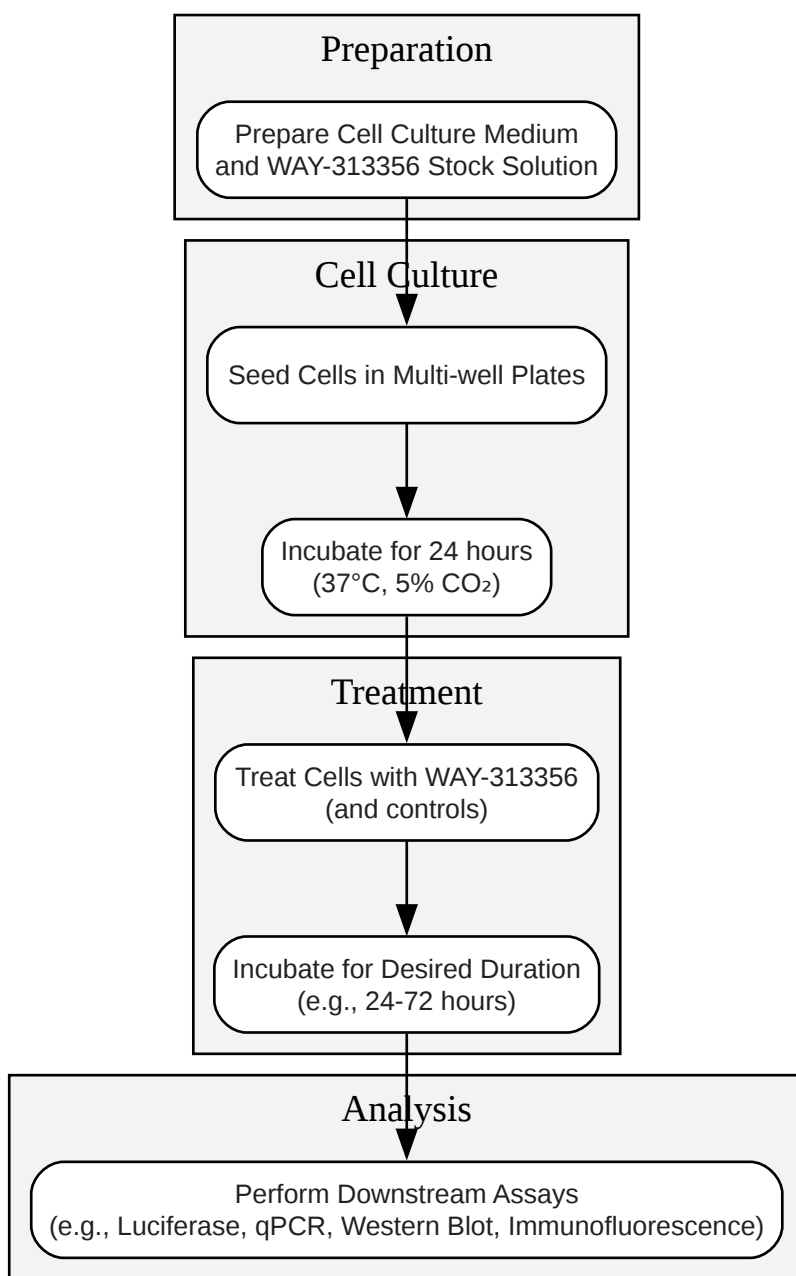 Preparation
Prepare Cell Culture Medium
and WAY-313356 Stock Solution
Cell Culture
Seed Cells in Multi-well Plates
Incubate for 24 hours
(37°C, 5% CO₂)
Treatment
Treat Cells with WAY-313356
(and controls)
Incubate for Desired Duration
(e.g., 24-72 hours)
Analysis
Perform Downstream Assays
(e.g., Luciferase, qPCR, Western Blot, Immunofluorescence)